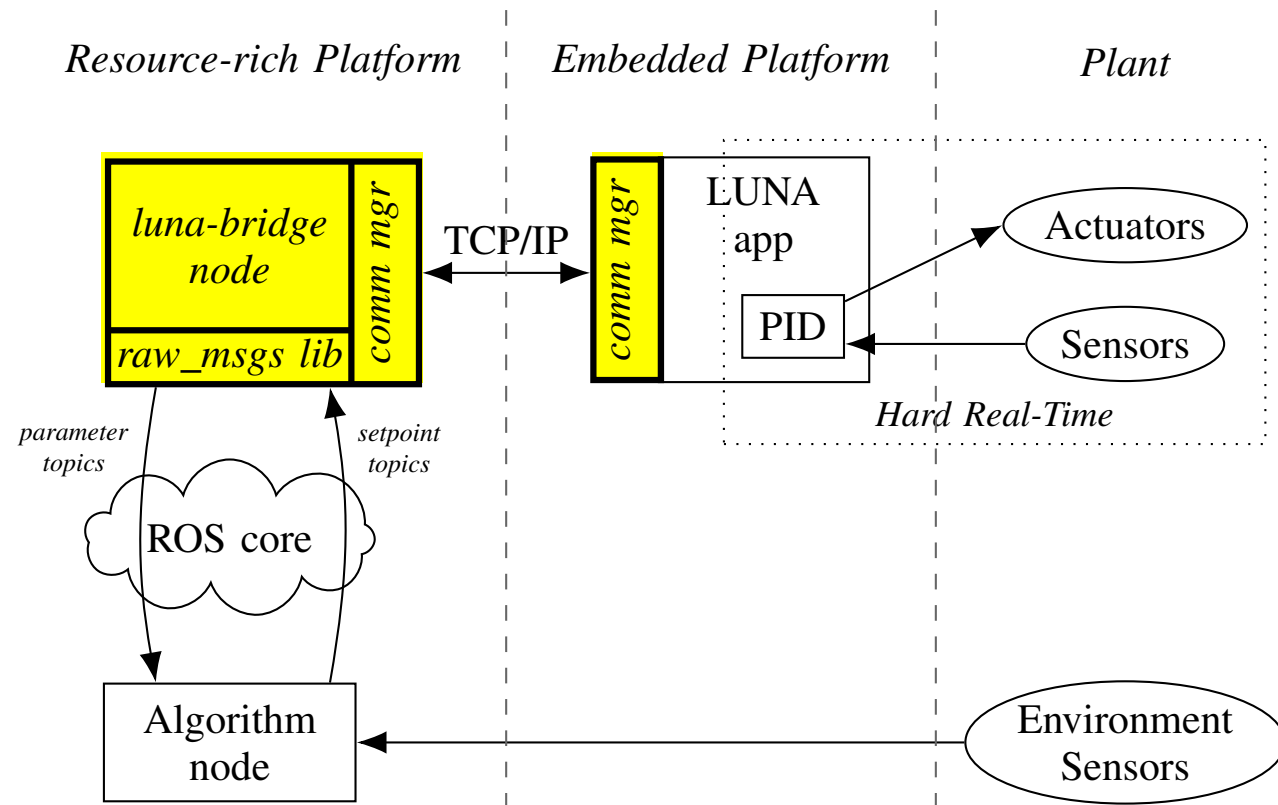 Resource-rich Platform
Embedded Platform
Plant
luna-bridge
node
comm mgr
raw_msgs lib
TCP/IP
comm mgr
LUNA
app
PID
Actuators
Sensors
Hard Real-Time
parameter
topics
setpoint
topics
ROS core
Algorithm
node
Environment
Sensors